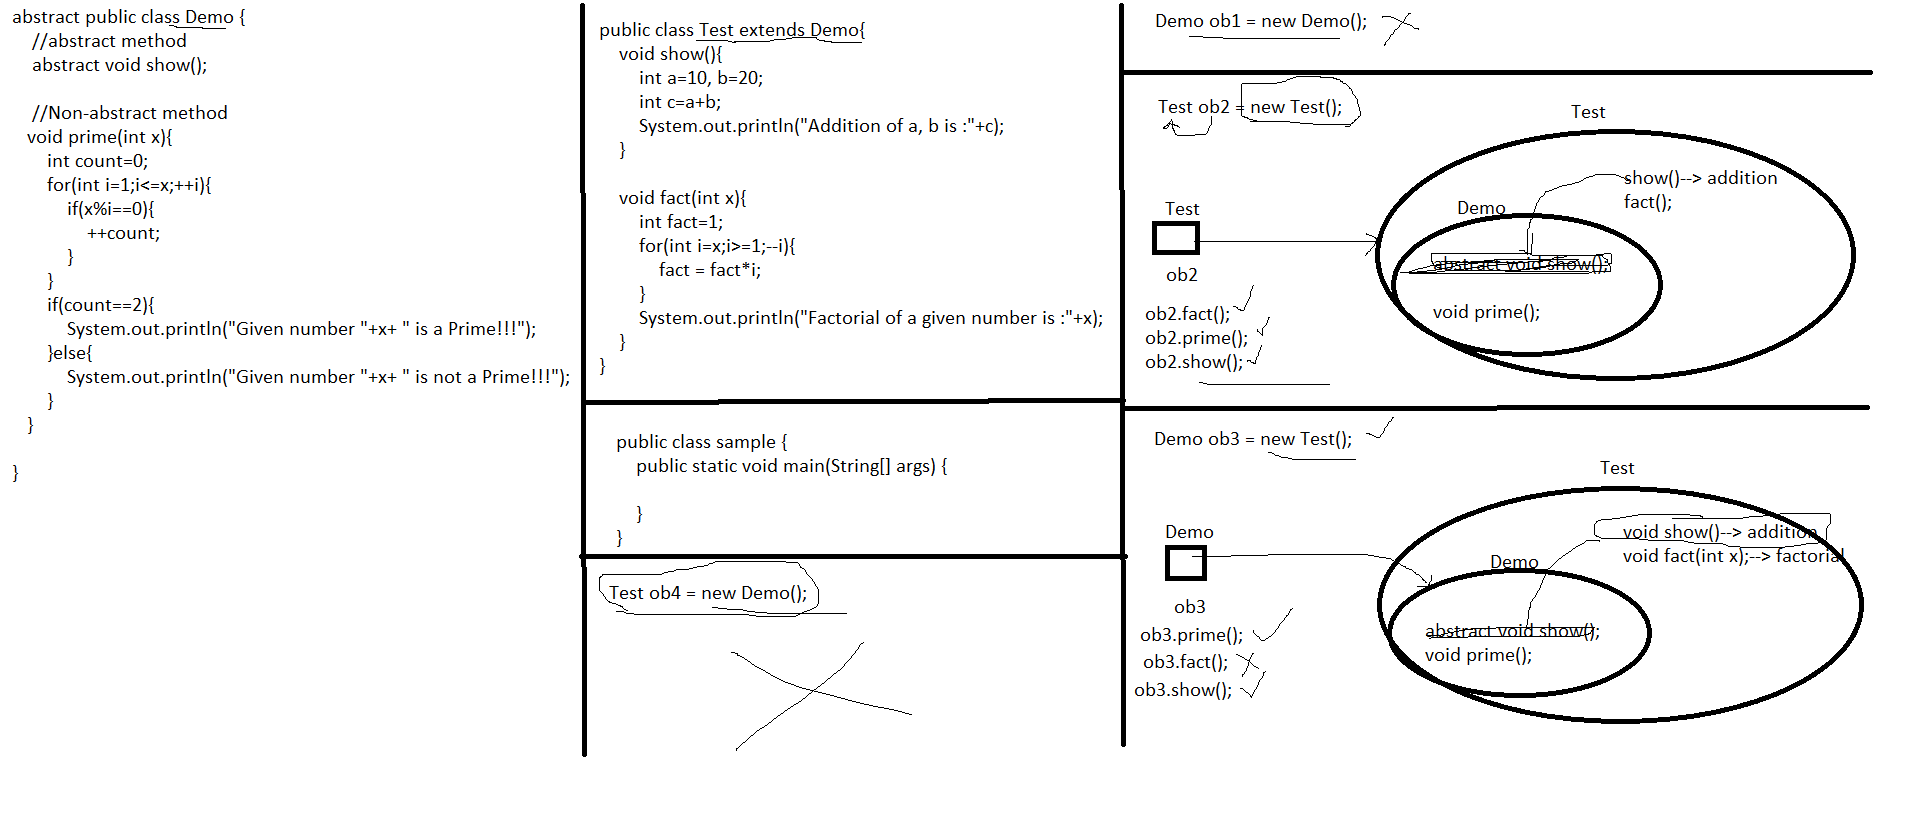 abstract public class Demo {
//abstract method
abstract void show();
//Non-abstract method
void prime(int x){
int count=0;
for(int i=1;i<=x;++i){
if(x%i==0){
++count;
}
}
if(count==2){
System.out.println("Given number "+x+ " is a Prime!!!");
}else{
System.out.println("Given number "+x+ " is not a Prime!!!");
}
}
}
public class Test extends Demo{
void show(){
int a=10, b=20;
int c=a+b;
System.out.println("Addition of a, b is :"+c);
}
void fact(int x){
int fact=1;
for(int i=x;i>=1;--i){
fact = fact*i;
}
System.out.println("Factorial of a given number is :"+x);
}
}
public class sample {
public static void main(String[] args) {
}
}
Test ob4 = new Demo();
Demo ob1 = new Demo();
Test ob2 = new Test();
Test
show()--> addition
fact();
Demo
abstract void show();
void prime();
Test
ob2
ob2.fact();
ob2.prime();
ob2.show();
Demo ob3 = new Test();
Test
void show()--> addition
void fact(int x);--> factorial
Demo
abstract void show();
void prime();
Demo
ob3
ob3.prime();
ob3.fact();
ob3.show();